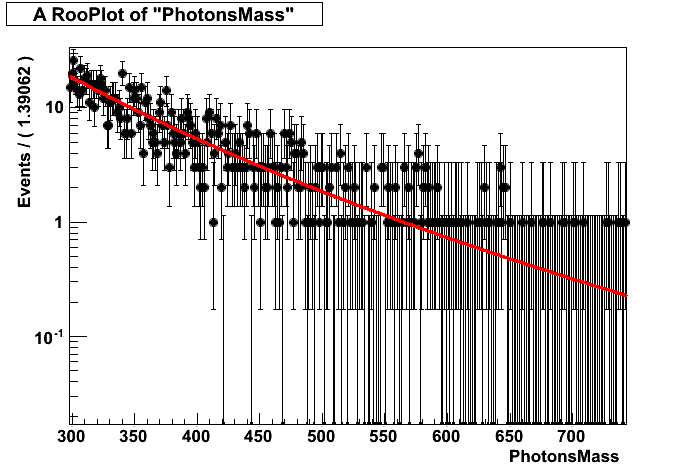 A RooPlot of "PhotonsMass"
Events / ( 1.39062 )
10
1
10-1
300 350 400 450 500 550 600 650 700
PhotonsMass